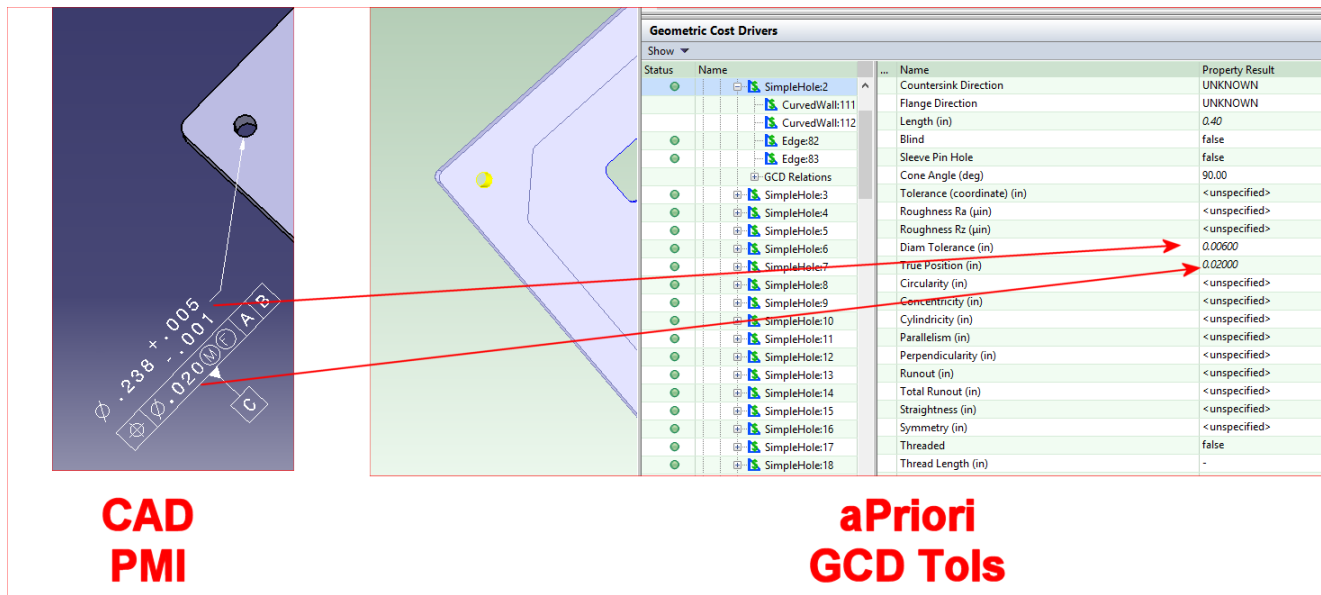 ⌀ .238 + .005
- .001
⌖ ⌀.020 Ⓜ Ⓕ A B
C
Geometric Cost Drivers
Show
Status Name
SimpleHole:2
CurvedWall:111
CurvedWall:112
Edge:82
Edge:83
GCD Relations
SimpleHole:3
SimpleHole:4
SimpleHole:5
SimpleHole:6
SimpleHole:7
SimpleHole:8
SimpleHole:9
SimpleHole:10
SimpleHole:11
SimpleHole:12
SimpleHole:13
SimpleHole:14
SimpleHole:15
SimpleHole:16
SimpleHole:17
SimpleHole:18
... Name Property Result
Countersink Direction UNKNOWN
Flange Direction UNKNOWN
Length (in) 0.40
Blind false
Sleeve Pin Hole false
Cone Angle (deg) 90.00
Tolerance (coordinate) (in) <unspecified>
Roughness Ra (µin) <unspecified>
Roughness Rz (µin) <unspecified>
Diam Tolerance (in) 0.00600
True Position (in) 0.02000
Circularity (in) <unspecified>
Concentricity (in) <unspecified>
Cylindricity (in) <unspecified>
Parallelism (in) <unspecified>
Perpendicularity (in) <unspecified>
Runout (in) <unspecified>
Total Runout (in) <unspecified>
Straightness (in) <unspecified>
Symmetry (in) <unspecified>
Threaded false
Thread Length (in) -
CAD
PMI
aPriori
GCD Tols